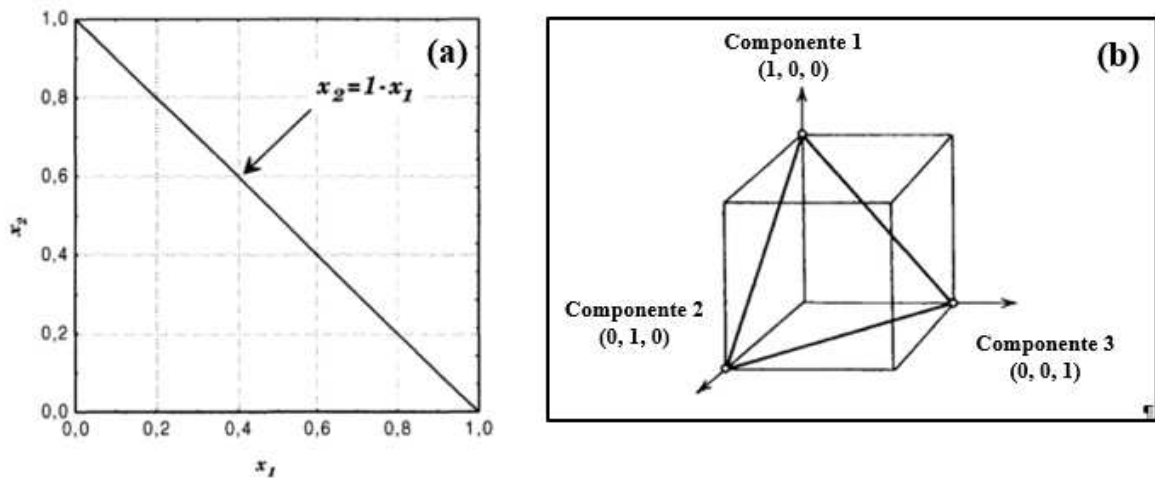 (a)
1,0
0,8
0,6
0,4
0,2
0,0
x2
x2=1-x1
0,0 0,2 0,4 0,6 0,8 1,0
x1
(b)
Componente 1
(1, 0, 0)
Componente 2
(0, 1, 0)
Componente 3
(0, 0, 1)
¶